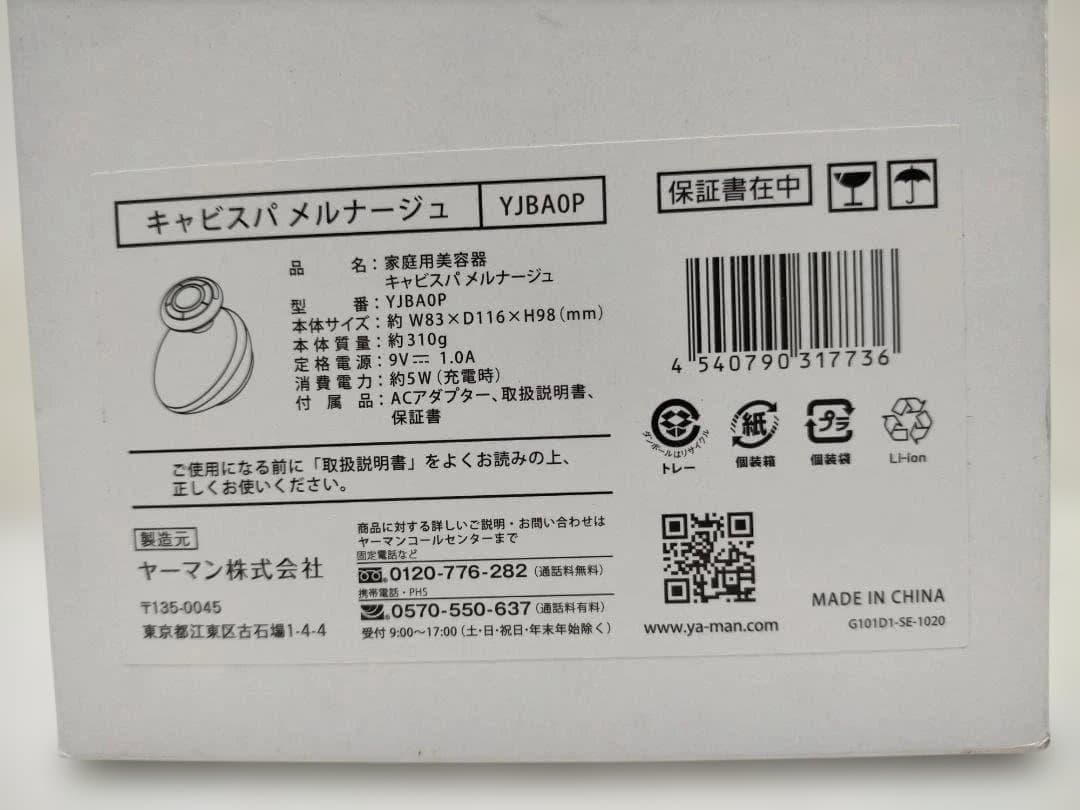 キャビスパ メルナージュ YJBA0P
保証書在中
品名：家庭用美容器
キャビスパ メルナージュ
型番：YJBA0P
本体サイズ：約 W83×D116×H98（mm）
本体質量：約310g
定格電源：9V⎓ 1.0A
消費電力：約5W（充電時）
付属品：ACアダプター、取扱説明書、
保証書
4 540790 317736
ダンボールはリサイクル
トレー
紙
個装箱
プラ
個装袋
Li-ion
ご使用になる前に「取扱説明書」をよくお読みの上、
正しくお使いください。
製造元
ヤーマン株式会社
〒135-0045
東京都江東区古石場1-4-4
商品に対する詳しいご説明・お問い合わせは
ヤーマンコールセンターまで
固定電話など
0120-776-282（通話料無料）
携帯電話・PHS
0570-550-637（通話料有料）
受付 9:00～17:00（土・日・祝日・年末年始除く）
www.ya-man.com
MADE IN CHINA
G101D1-SE-1020